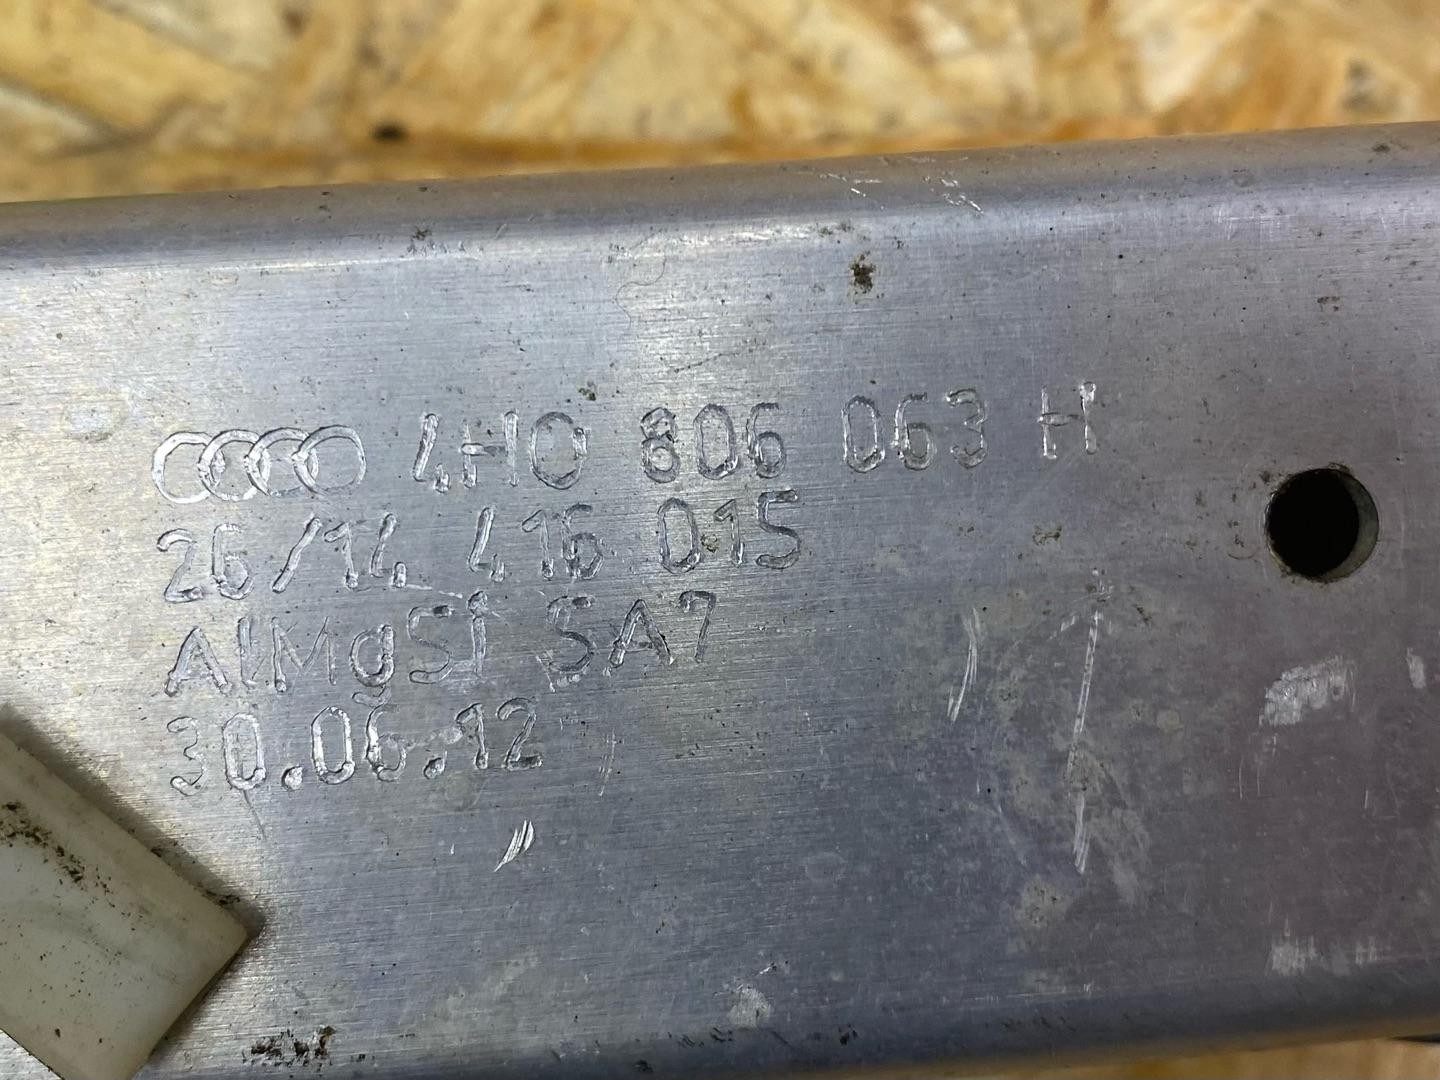 4H0 806 063 H
26/14 416 015
AlMgSi SA7
30.06.12